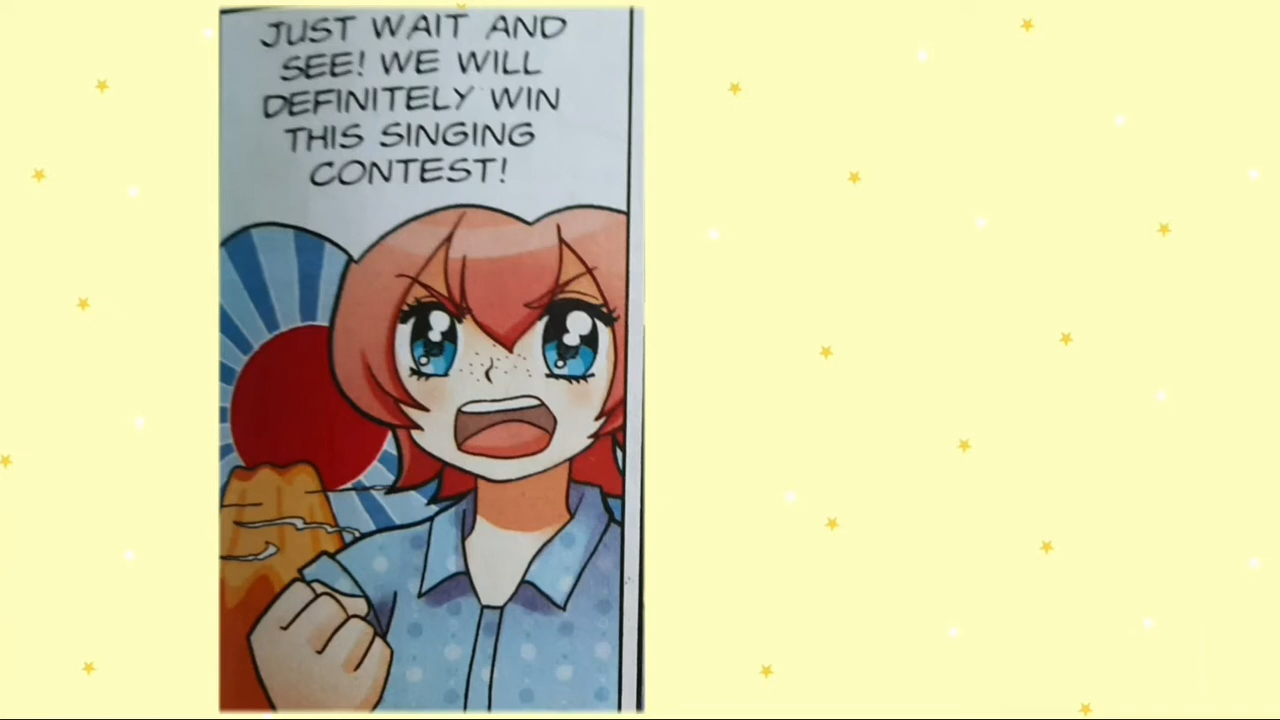 JUST WAIT AND
SEE! WE WILL
DEFINITELY WIN
THIS SINGING
CONTEST!